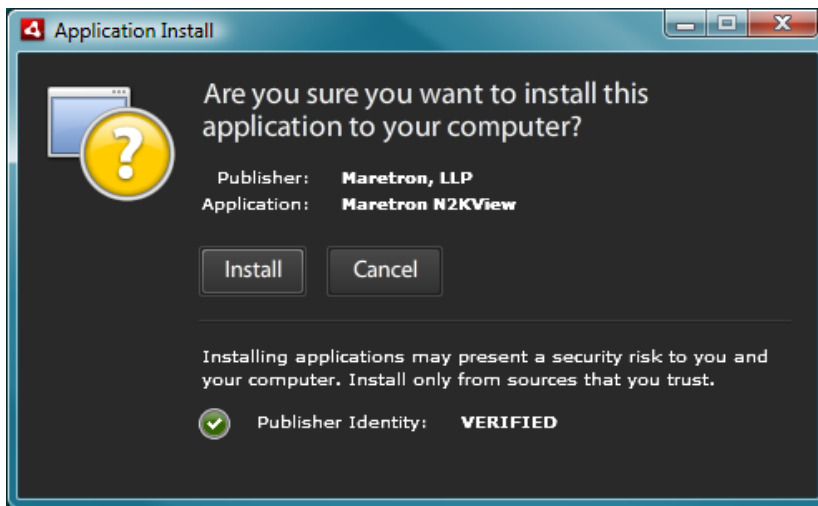 Application Install
Are you sure you want to install this
application to your computer?
Publisher: Maretron, LLP
Application: Maretron N2KView
Install Cancel
Installing applications may present a security risk to you and
your computer. Install only from sources that you trust.
Publisher Identity: VERIFIED